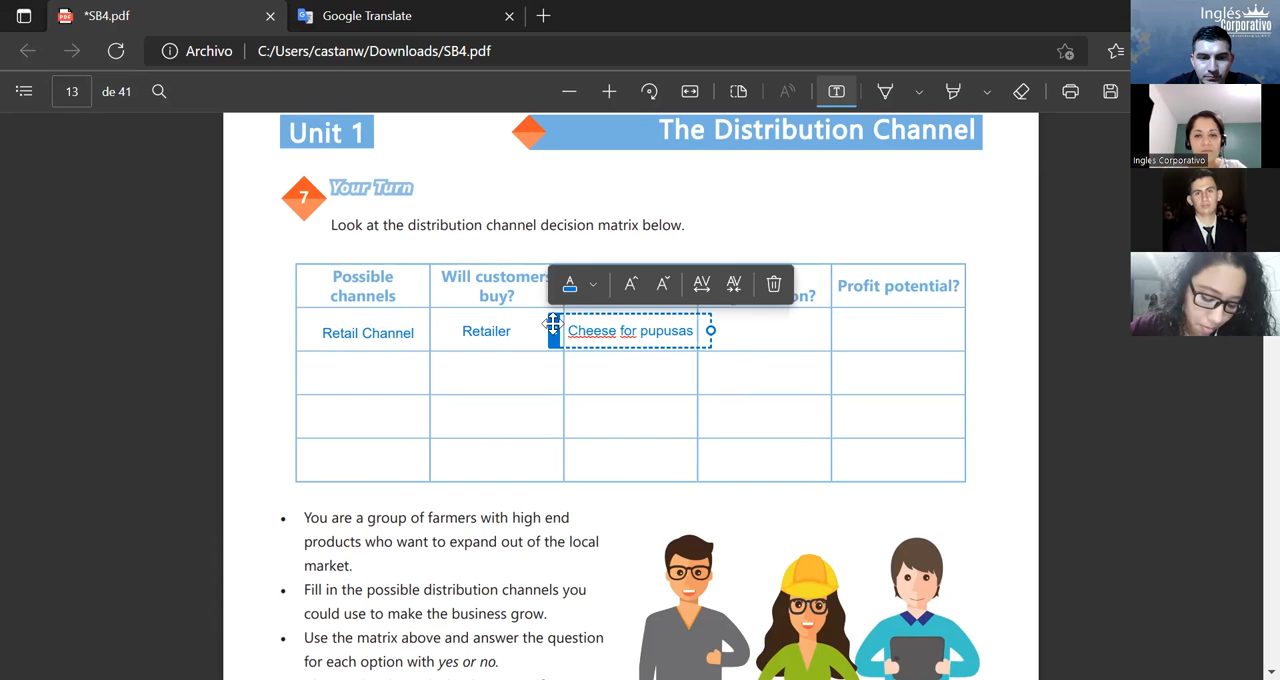 *SB4.pdf
Google Translate
Archivo C:/Users/castanw/Downloads/SB4.pdf
13 de 41
Inglés
Corporativo
Ingles Corporativo
Unit 1 The Distribution Channel
7 Your Turn
Look at the distribution channel decision matrix below.
Possible channels
Will customers buy?
on?
Profit potential?
Retail Channel
Retailer
Cheese for pupusas
• You are a group of farmers with high end
products who want to expand out of the local
market.
• Fill in the possible distribution channels you
could use to make the business grow.
• Use the matrix above and answer the question
for each option with yes or no.